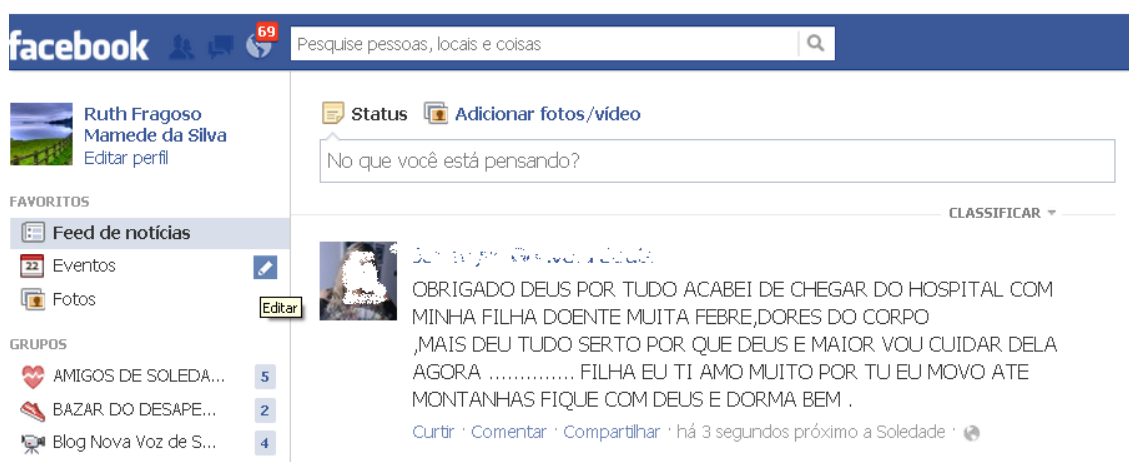 facebook
69
Pesquise pessoas, locais e coisas
Ruth Fragoso
Mamede da Silva
Editar perfil
FAVORITOS
Feed de notícias
22 Eventos
Editar
Fotos
GRUPOS
AMIGOS DE SOLEDA... 5
BAZAR DO DESAPE... 2
Blog Nova Voz de S... 4
Status Adicionar fotos/vídeo
No que você está pensando?
CLASSIFICAR
OBRIGADO DEUS POR TUDO ACABEI DE CHEGAR DO HOSPITAL COM
MINHA FILHA DOENTE MUITA FEBRE,DORES DO CORPO
,MAIS DEU TUDO SERTO POR QUE DEUS E MAIOR VOU CUIDAR DELA
AGORA .............. FILHA EU TI AMO MUITO POR TU EU MOVO ATE
MONTANHAS FIQUE COM DEUS E DORMA BEM .
Curtir · Comentar · Compartilhar · há 3 segundos próximo a Soledade ·